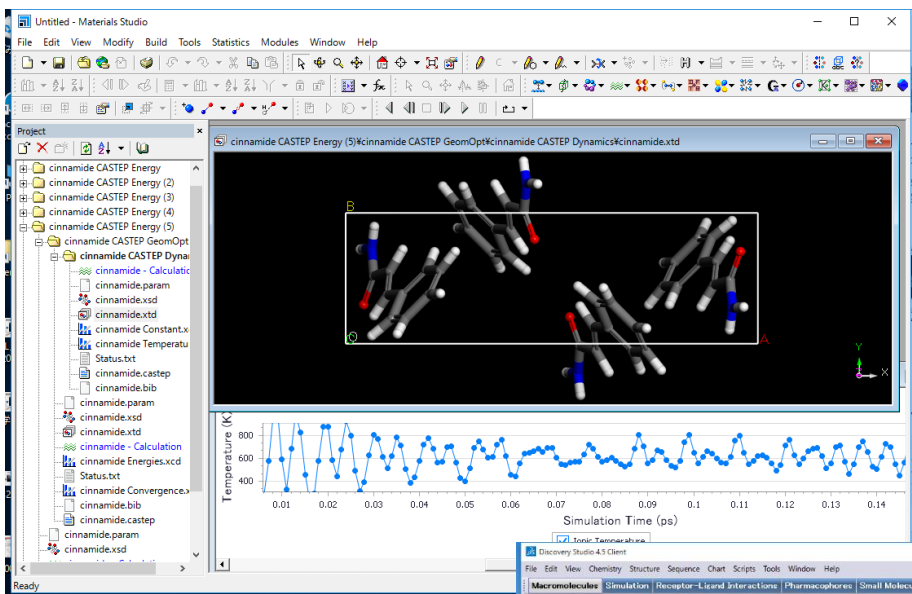 Untitled - Materials Studio
File Edit View Modify Build Tools Statistics Modules Window Help
Project
cinnamide CASTEP Energy
cinnamide CASTEP Energy (2)
cinnamide CASTEP Energy (3)
cinnamide CASTEP Energy (4)
cinnamide CASTEP Energy (5)
cinnamide CASTEP GeomOpt
cinnamide CASTEP Dyna
cinnamide - Calculatic
cinnamide.param
cinnamide.xsd
cinnamide.xtd
cinnamide Constant.x
cinnamide Temperatu
Status.txt
cinnamide.castep
cinnamide.bib
cinnamide.param
cinnamide.xsd
cinnamide.xtd
cinnamide - Calculation
cinnamide Energies.xcd
Status.txt
cinnamide Convergence.x
cinnamide.bib
cinnamide.castep
cinnamide.param
cinnamide.xsd
Ready
cinnamide CASTEP Energy (5)¥cinnamide CASTEP GeomOpt¥cinnamide CASTEP Dynamics¥cinnamide.xtd
B
O
A
Y
Z
X
Temperature (K)
800
600
400
0.01 0.02 0.03 0.04 0.05 0.06 0.07 0.08 0.09 0.1 0.11 0.12 0.13 0.14
Simulation Time (ps)
Ionic Temperature
Discovery Studio 4.5 Client
File Edit View Chemistry Structure Sequence Chart Scripts Tools Window Help
Macromolecules Simulation Receptor-Ligand Interactions Pharmacophores Small Molecu